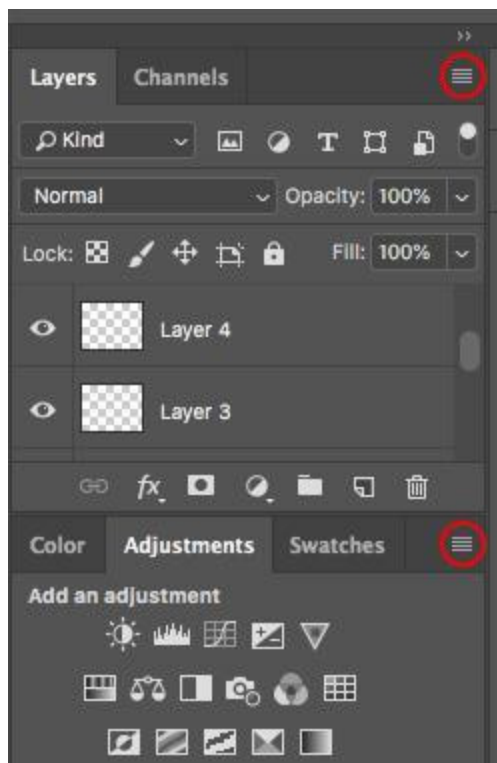 Layers Channels
Kind
Normal Opacity: 100%
Lock: Fill: 100%
Layer 4
Layer 3
fx
Color Adjustments Swatches
Add an adjustment